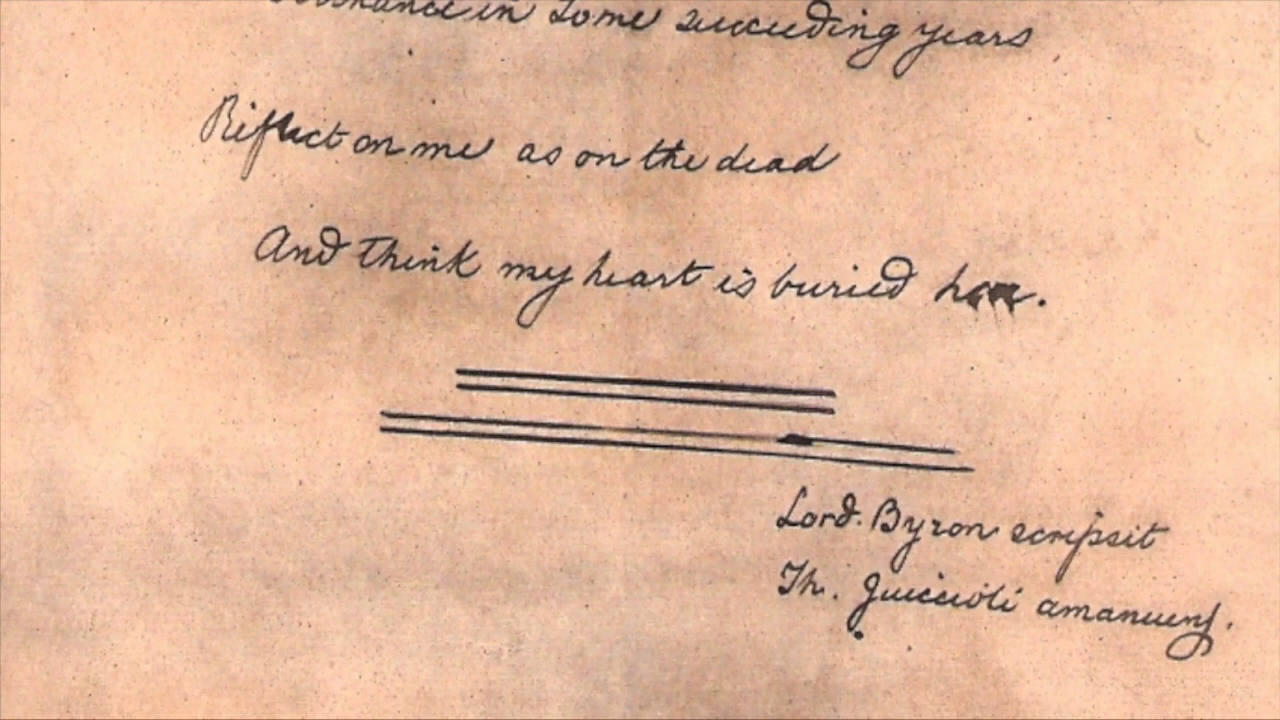 in some succeeding years
Reflect on me as on the dead
And think my heart is buried here.
Lord. Byron scripsit
Th. Guiccioli amanuens.